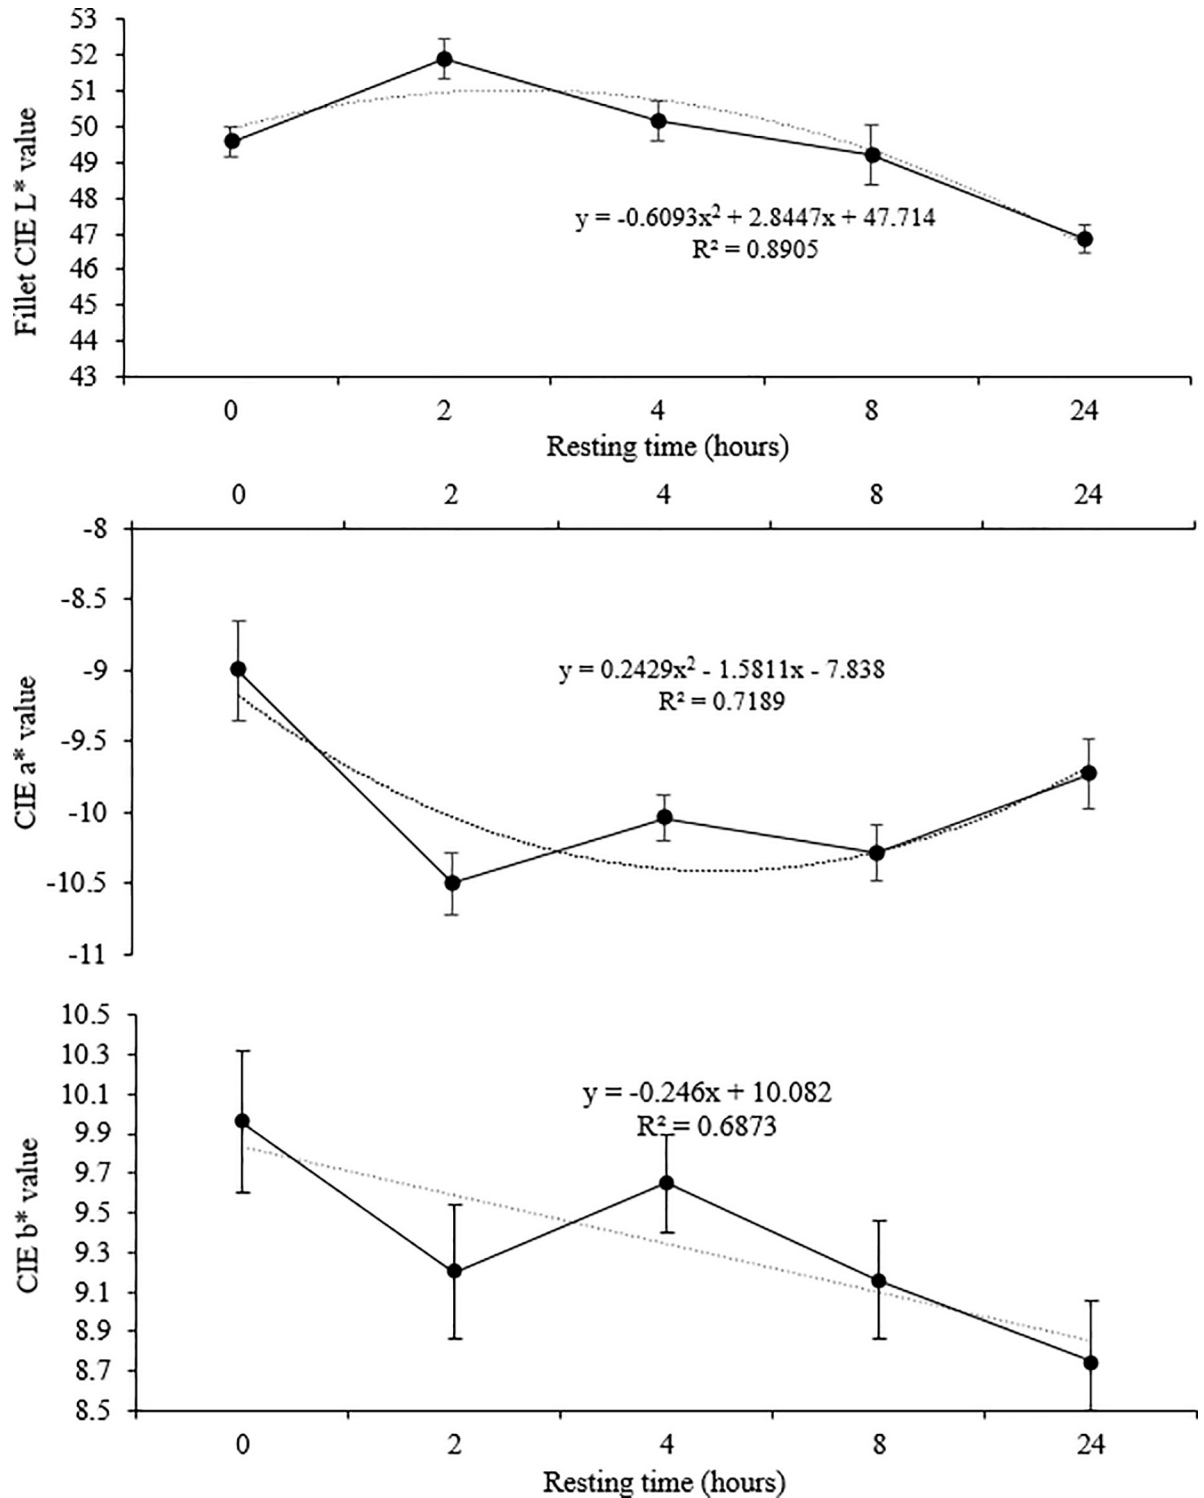 53
52
51
50
49
48
47
46
45
44
43
Fillet CIE L* value
y = -0.6093x² + 2.8447x + 47.714
R² = 0.8905
0 2 4 8 24
Resting time (hours)
0 2 4 8 24
-8
-8.5
-9
-9.5
-10
-10.5
-11
CIE a* value
y = 0.2429x² - 1.5811x - 7.838
R² = 0.7189
10.5
10.3
10.1
9.9
9.7
9.5
9.3
9.1
8.9
8.7
8.5
CIE b* value
y = -0.246x + 10.082
R² = 0.6873
0 2 4 8 24
Resting time (hours)